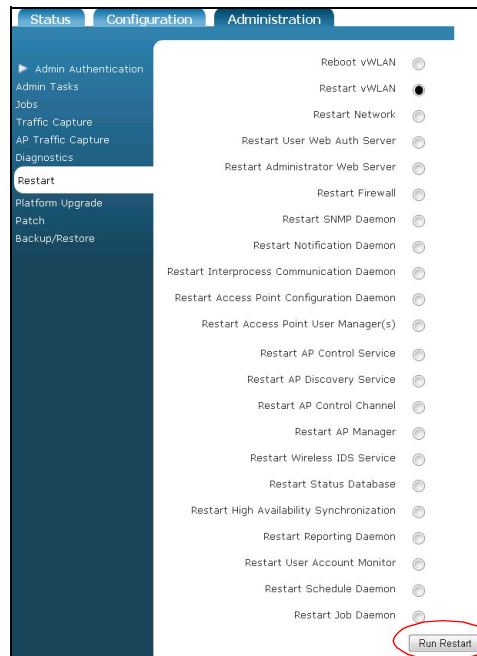 Status Configuration Administration
Admin Authentication
Admin Tasks
Jobs
Traffic Capture
AP Traffic Capture
Diagnostics
Restart
Platform Upgrade
Patch
Backup/Restore
Reboot vWLAN
Restart vWLAN
Restart Network
Restart User Web Auth Server
Restart Administrator Web Server
Restart Firewall
Restart SNMP Daemon
Restart Notification Daemon
Restart Interprocess Communication Daemon
Restart Access Point Configuration Daemon
Restart Access Point User Manager(s)
Restart AP Control Service
Restart AP Discovery Service
Restart AP Control Channel
Restart AP Manager
Restart Wireless IDS Service
Restart Status Database
Restart High Availability Synchronization
Restart Reporting Daemon
Restart User Account Monitor
Restart Schedule Daemon
Restart Job Daemon
Run Restart